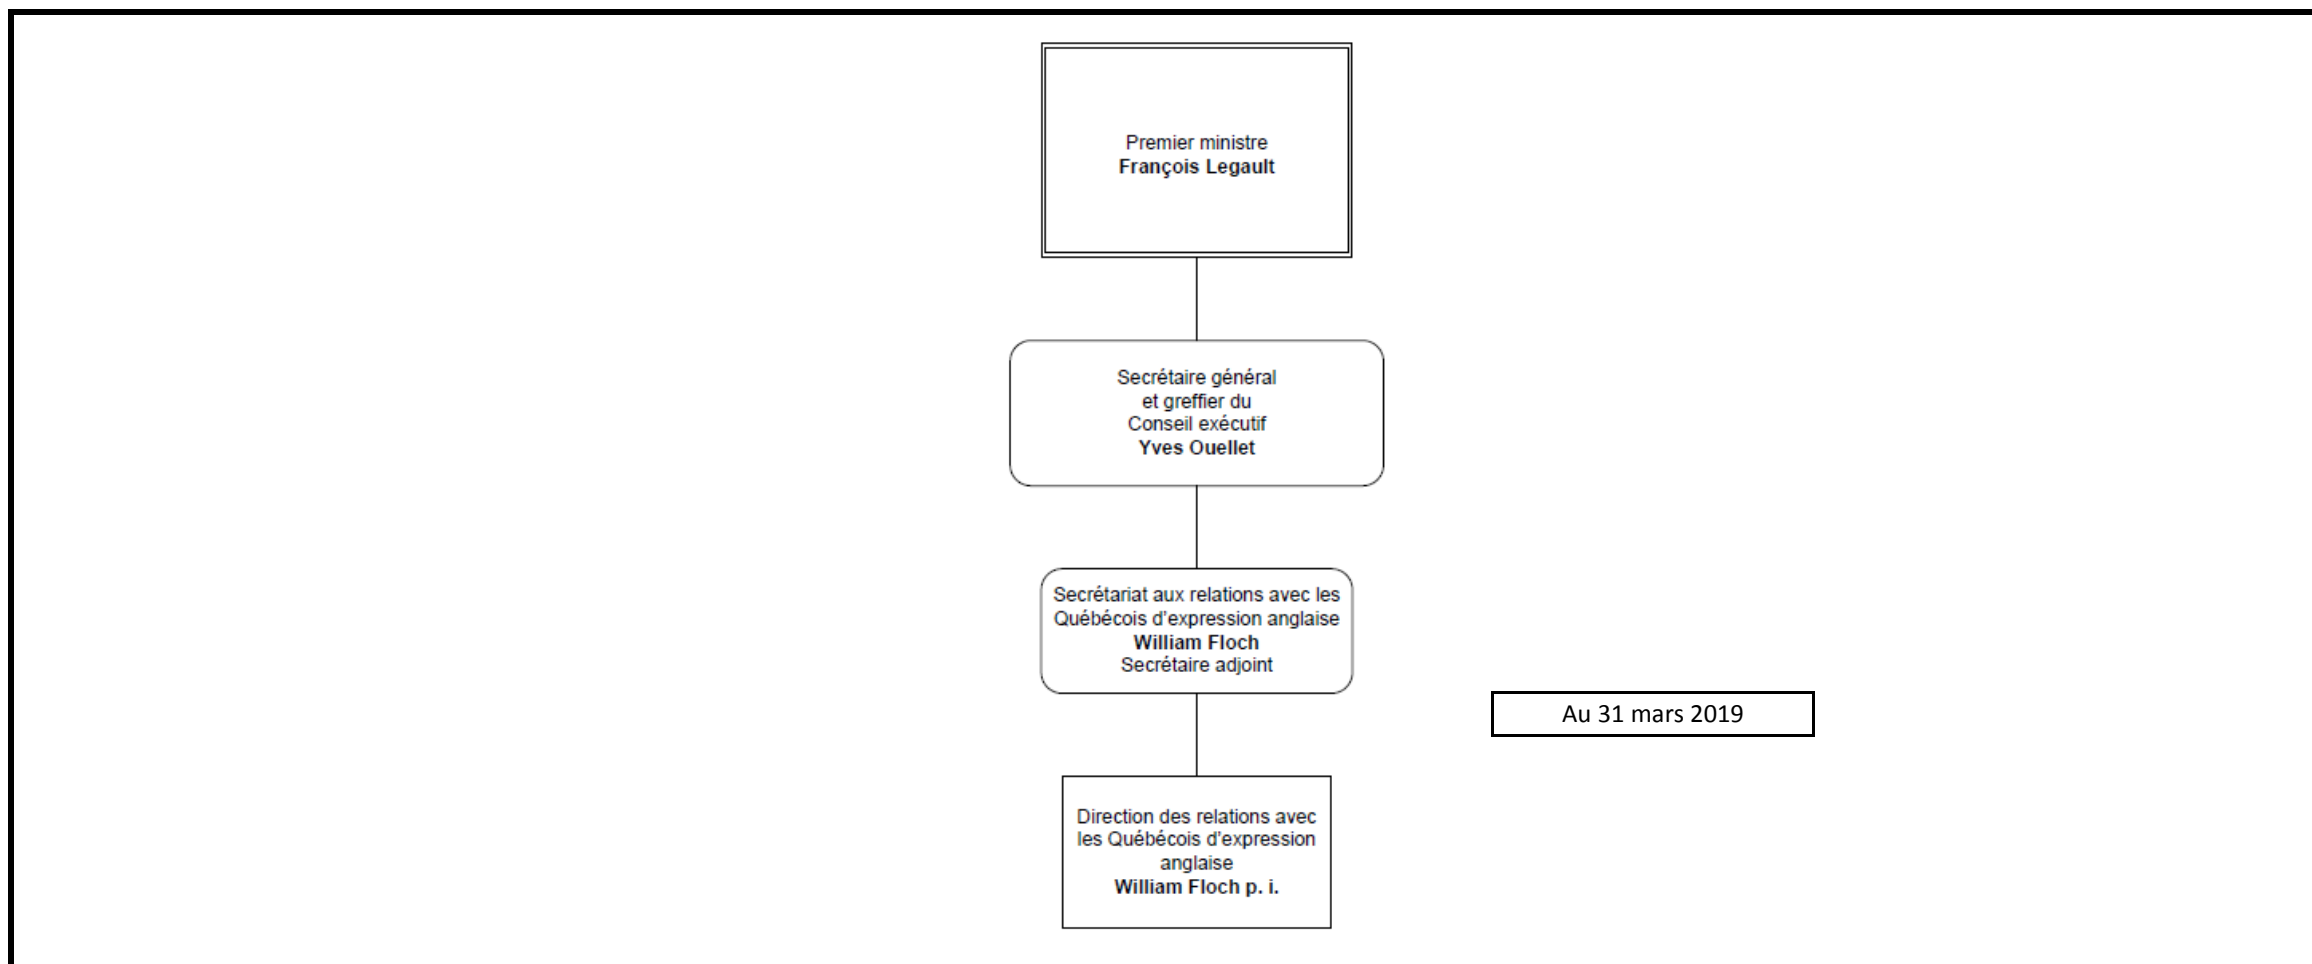 Premier ministre
François Legault
Secrétaire général
et greffier du
Conseil exécutif
Yves Ouellet
Secrétariat aux relations avec les
Québécois d'expression anglaise
William Floch
Secrétaire adjoint
Au 31 mars 2019
Direction des relations avec
les Québécois d'expression
anglaise
William Floch p. i.